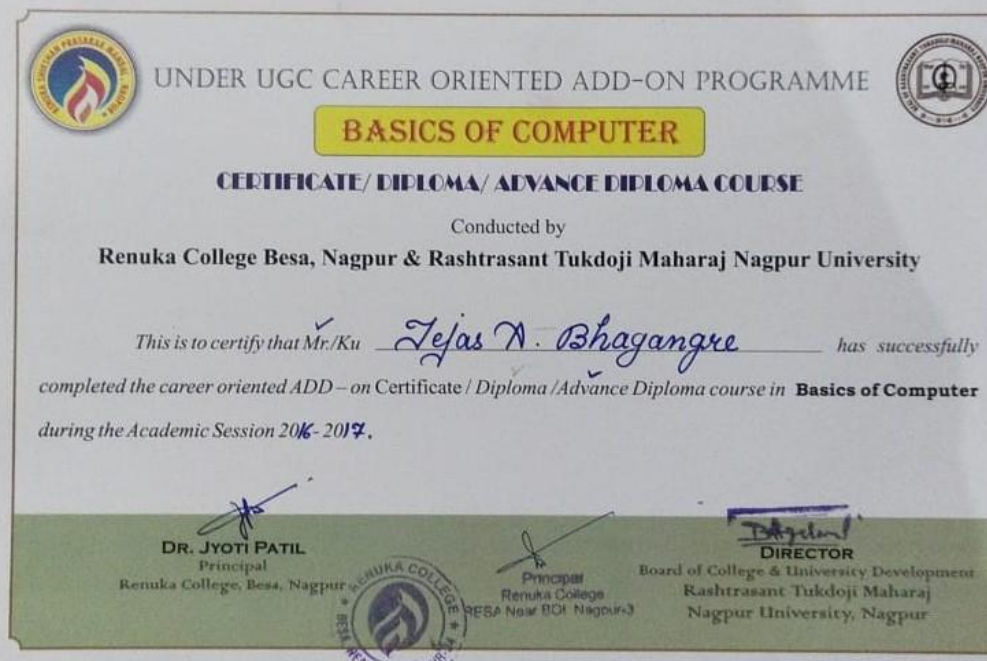 UNDER UGC CAREER ORIENTED ADD-ON PROGRAMME
BASICS OF COMPUTER
CERTIFICATE/ DIPLOMA/ ADVANCE DIPLOMA COURSE
Conducted by
Renuka College Besa, Nagpur & Rashtrasant Tukdoji Maharaj Nagpur University
This is to certify that Mr./Ku Tejas A. Bhagangre has successfully
completed the career oriented ADD – on Certificate / Diploma /Advance Diploma course in Basics of Computer
during the Academic Session 2016- 2017.
DR. JYOTI PATIL
Principal
Renuka College, Besa, Nagpur
RENUKA COLLEGE
Principal
Renuka College
BESA Near BOI Nagpur-3
DIRECTOR
Board of College & University Development
Rashtrasant Tukdoji Maharaj
Nagpur University, Nagpur